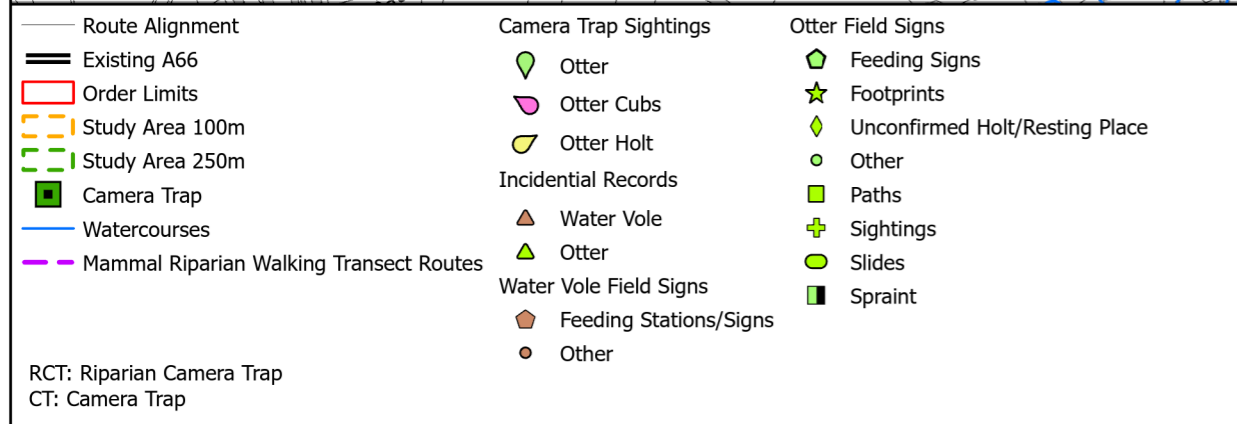 Route Alignment
Existing A66
Order Limits
Study Area 100m
Study Area 250m
Camera Trap
Watercourses
Mammal Riparian Walking Transect Routes
RCT: Riparian Camera Trap
CT: Camera Trap
Camera Trap Sightings
Otter
Otter Cubs
Otter Holt
Incidential Records
Water Vole
Otter
Water Vole Field Signs
Feeding Stations/Signs
Other
Otter Field Signs
Feeding Signs
Footprints
Unconfirmed Holt/Resting Place
Other
Paths
Sightings
Slides
Spraint